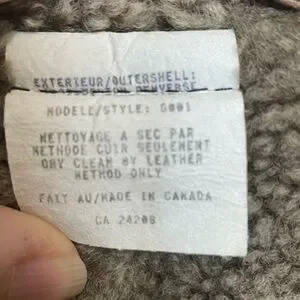 EXTERIEUR/OUTERSHELL:
MODELE/STYLE: G001
NETTOYAGE A SEC PAR
METHODE CUIR SEULEMENT
DRY CLEAN BY LEATHER
METHOD ONLY
FAIT AU/MADE IN CANADA
CA 24208